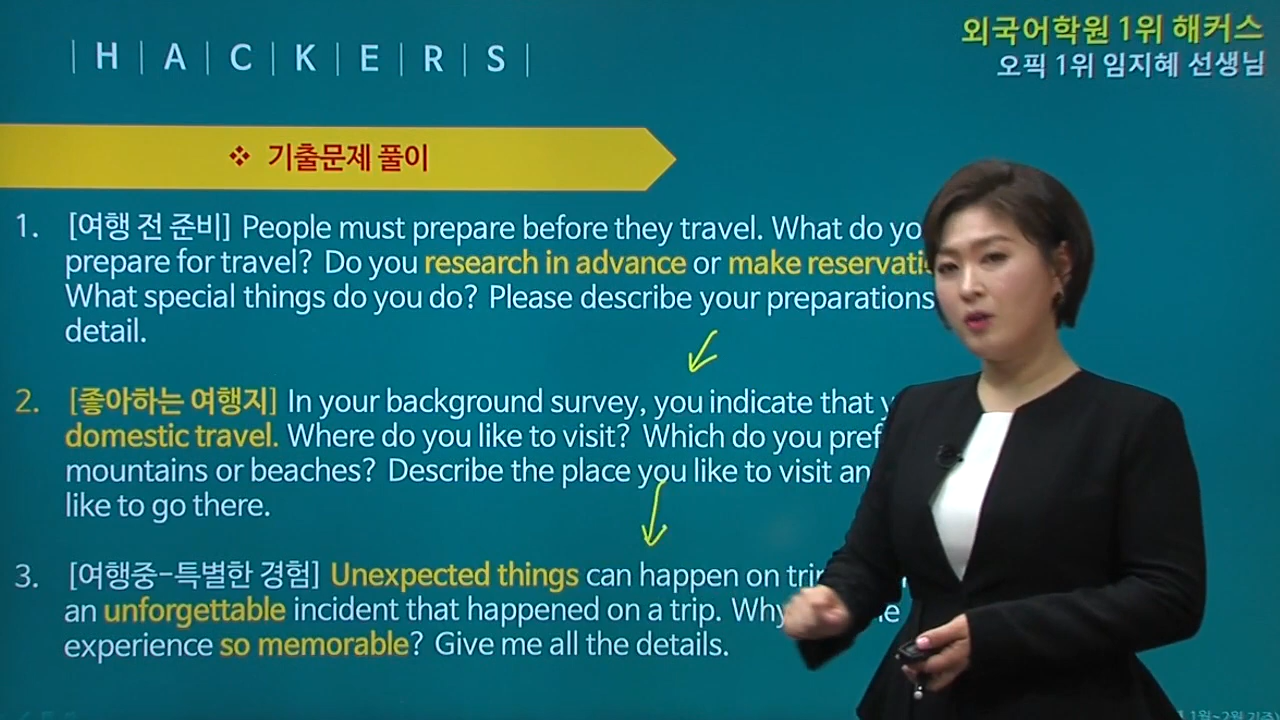 | H | A | C | K | E | R | S |
외국어학원 1위 해커스
오픽 1위 임지혜 선생님
❖ 기출문제 풀이
1. [여행 전 준비] People must prepare before they travel. What do
prepare for travel? Do you research in advance or make
What special things do you do? Please describe your preparations
detail.
2. [좋아하는 여행지] In your background survey, you indicate that
domestic travel. Where do you like to visit? Which do you
mountains or beaches? Describe the place you like to visit
like to go there.
3. [여행중-특별한 경험] Unexpected things can happen on
an unforgettable incident that happened on a trip.
experience so memorable? Give me all the details.